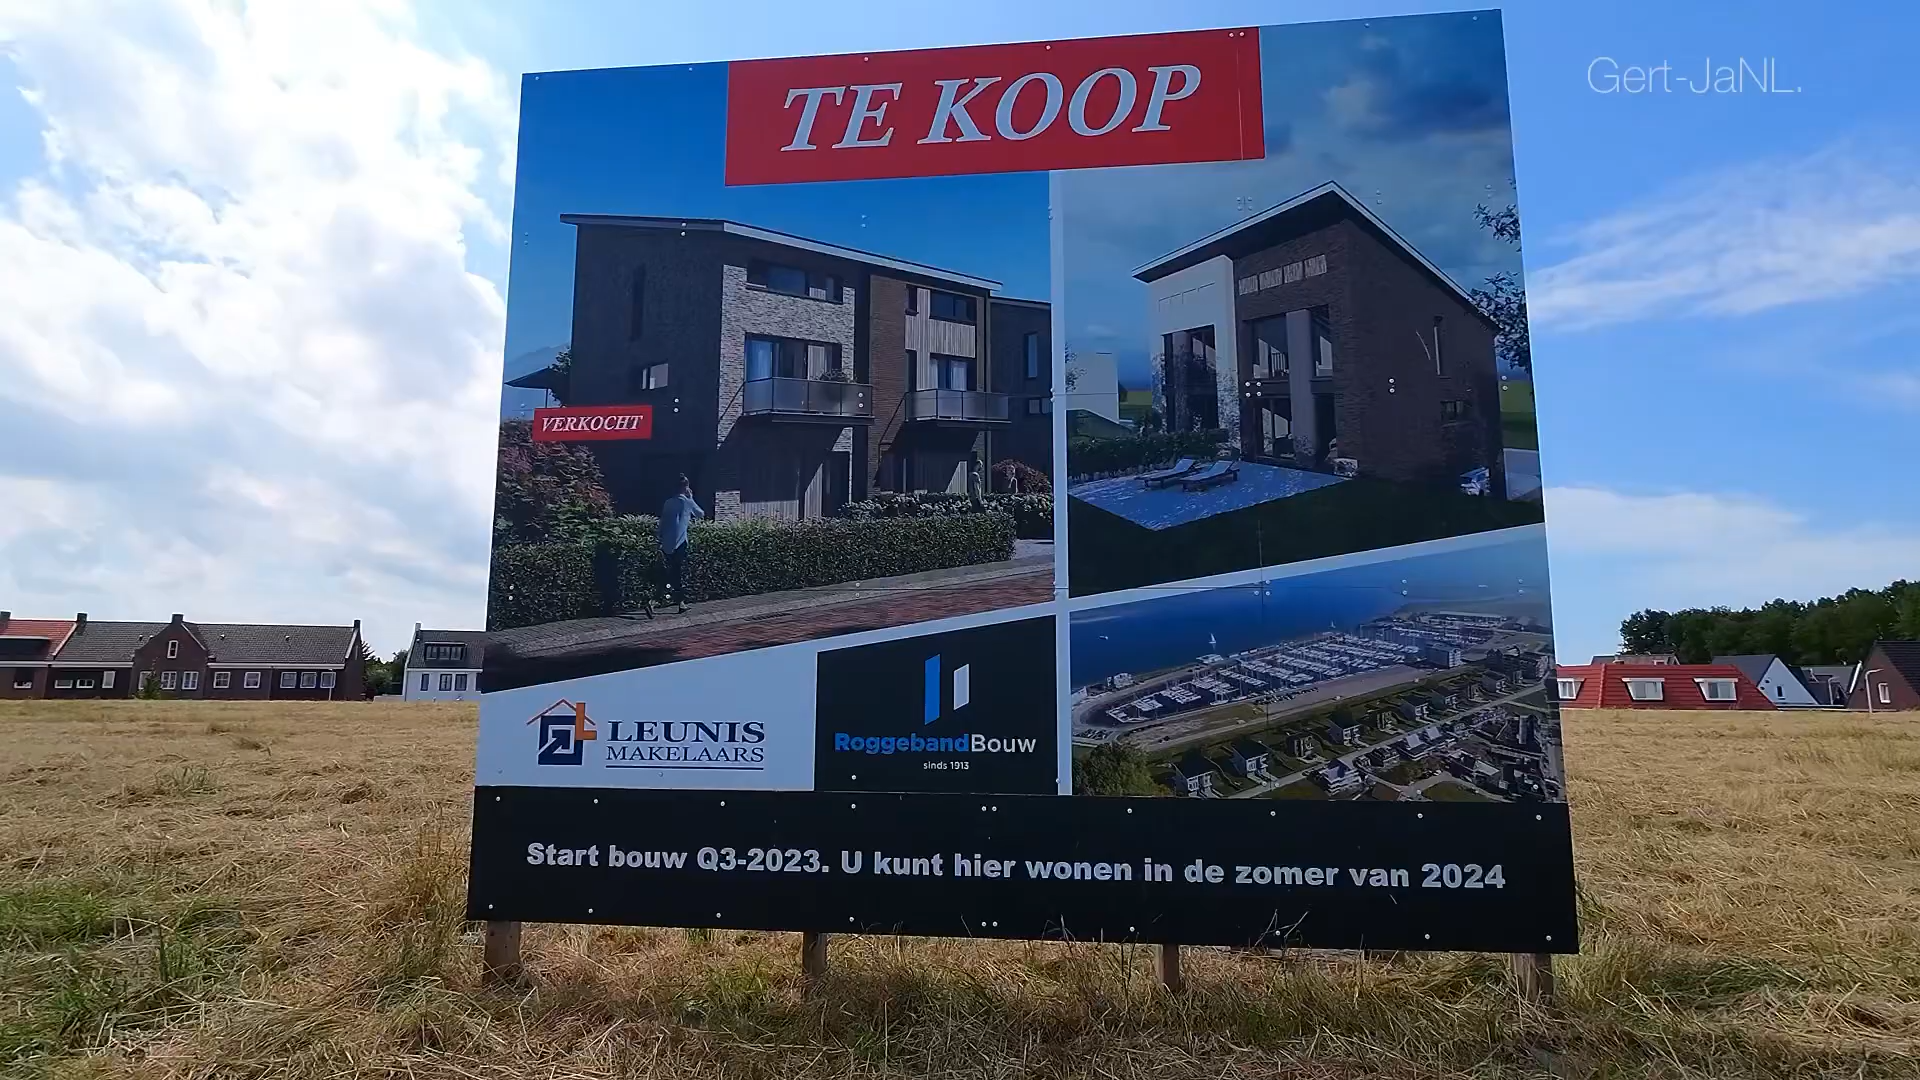 Gert-JaNL.
TE KOOP
VERKOCHT
LEUNIS
MAKELAARS
RoggebandBouw
sinds 1913
Start bouw Q3-2023. U kunt hier wonen in de zomer van 2024